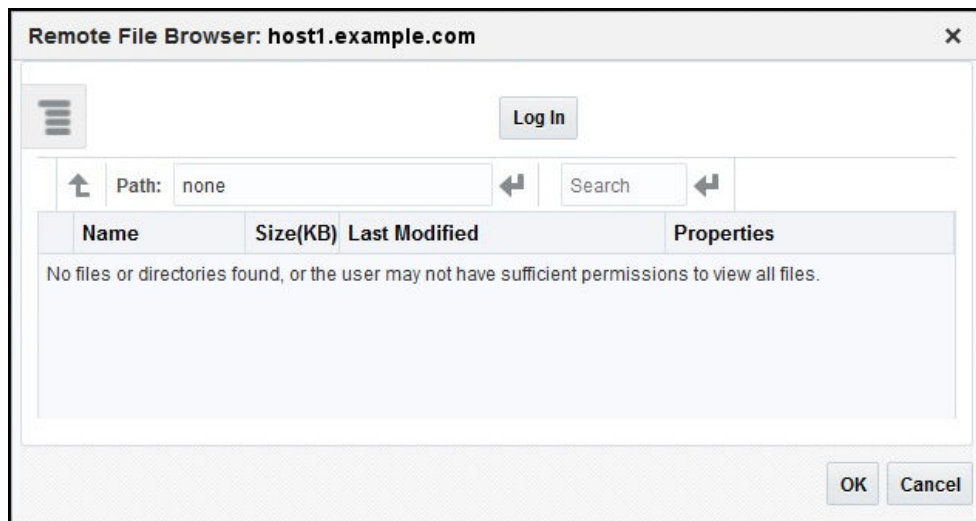 Remote File Browser: host1.example.com
Log In
Path: none Search
Name Size(KB) Last Modified Properties
No files or directories found, or the user may not have sufficient permissions to view all files.
OK Cancel